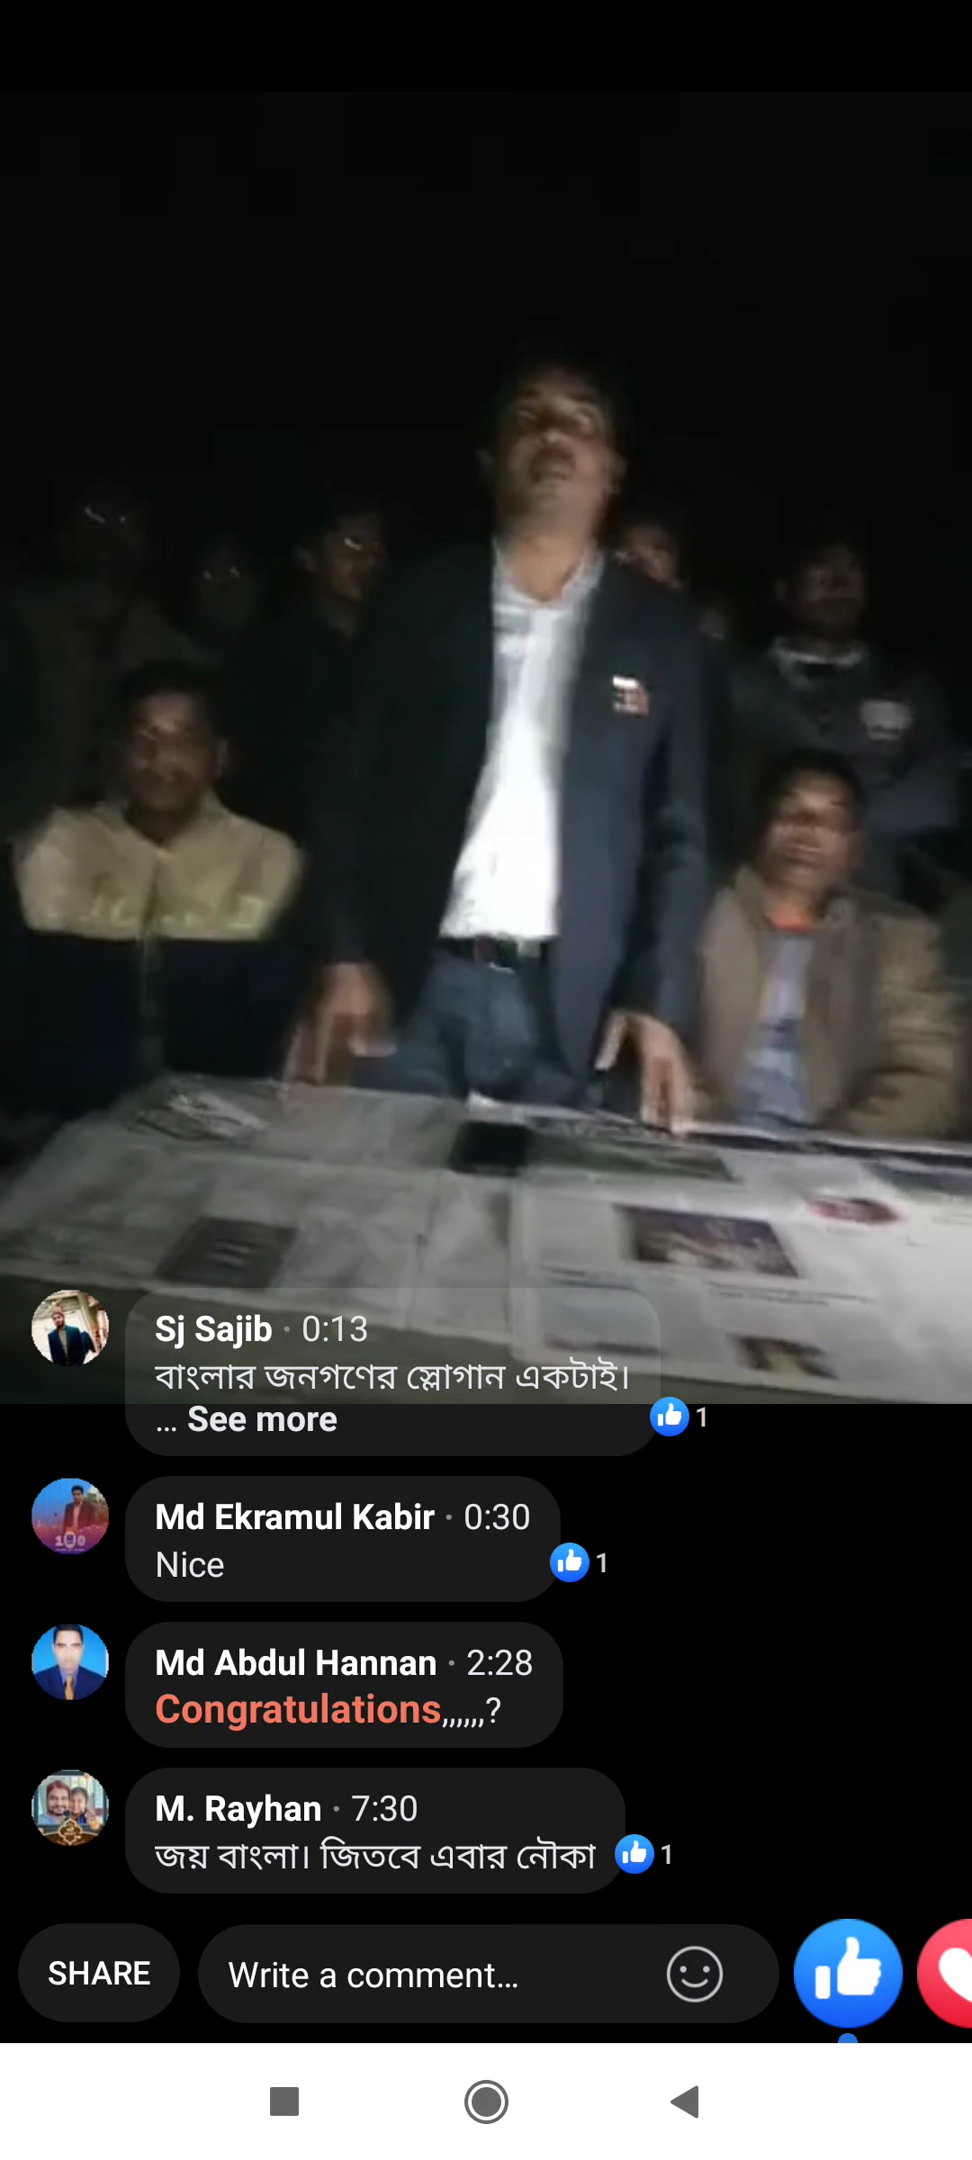 Sj Sajib · 0:13
বাংলার জনগণের স্লোগান একটাই।
... See more
1
Md Ekramul Kabir · 0:30
Nice
1
Md Abdul Hannan · 2:28
Congratulations,,,,,,?
M. Rayhan · 7:30
জয় বাংলা। জিতবে এবার নৌকা
1
SHARE
Write a comment...